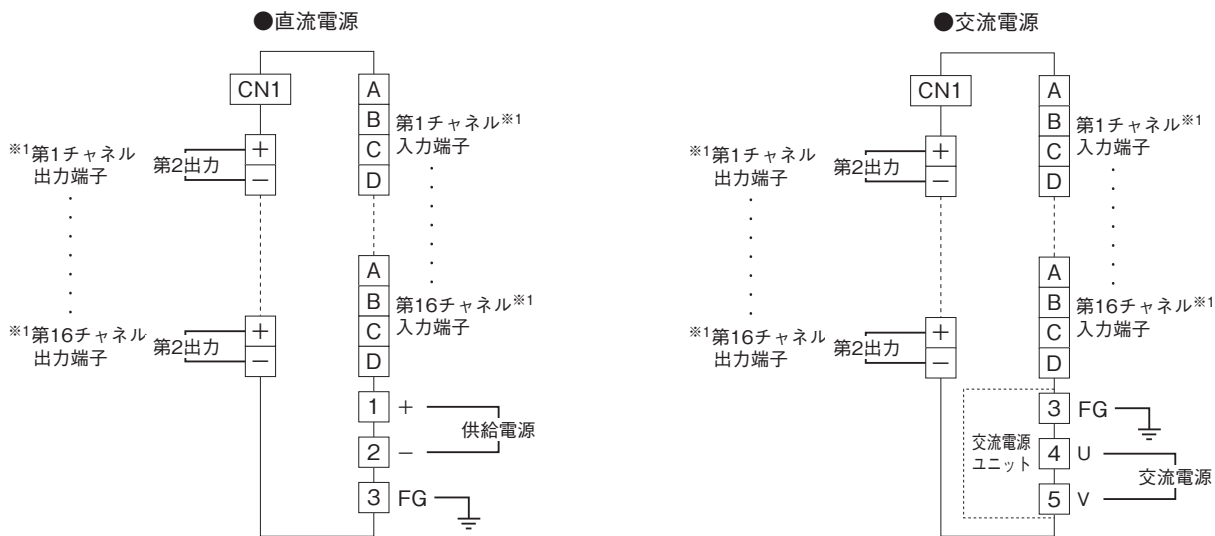 ●直流電源
CN1
A
B
C
D
第1チャネル※1
入力端子
※1第1チャネル
出力端子
第2出力
+
−
A
B
C
D
第16チャネル※1
入力端子
※1第16チャネル
出力端子
第2出力
+
−
1 +
2 −
供給電源
3 FG
●交流電源
CN1
A
B
C
D
第1チャネル※1
入力端子
※1第1チャネル
出力端子
第2出力
+
−
A
B
C
D
第16チャネル※1
入力端子
※1第16チャネル
出力端子
第2出力
+
−
交流電源
ユニット
3 FG
4 U
5 V
交流電源